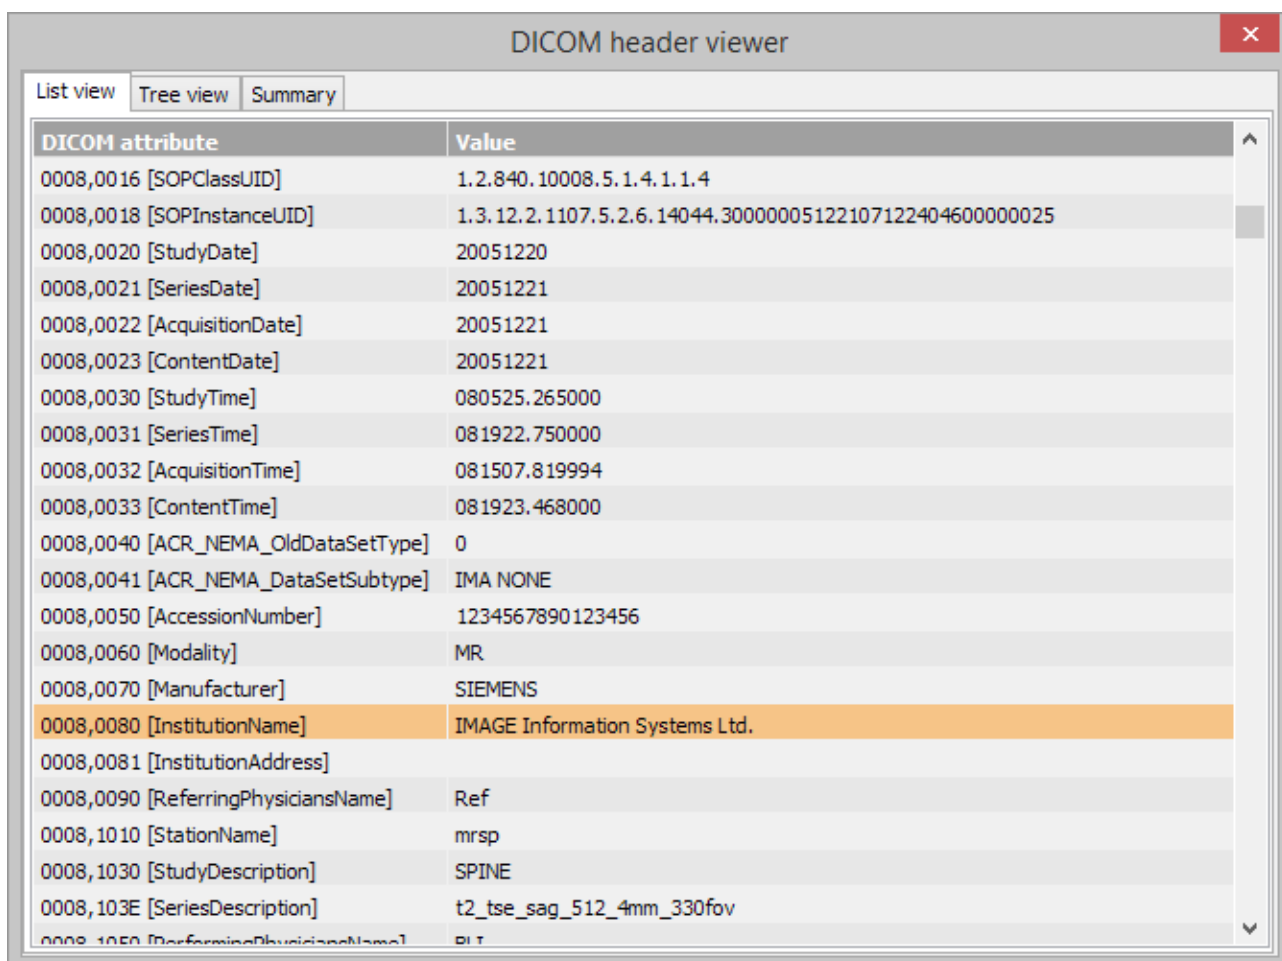 DICOM header viewer
List view Tree view Summary
DICOM attribute Value
0008,0016 [SOPClassUID] 1.2.840.10008.5.1.4.1.1.4
0008,0018 [SOPInstanceUID] 1.3.12.2.1107.5.2.6.14044.30000005122107122404600000025
0008,0020 [StudyDate] 20051220
0008,0021 [SeriesDate] 20051221
0008,0022 [AcquisitionDate] 20051221
0008,0023 [ContentDate] 20051221
0008,0030 [StudyTime] 080525.265000
0008,0031 [SeriesTime] 081922.750000
0008,0032 [AcquisitionTime] 081507.819994
0008,0033 [ContentTime] 081923.468000
0008,0040 [ACR_NEMA_OldDataSetType] 0
0008,0041 [ACR_NEMA_DataSetSubtype] IMA NONE
0008,0050 [AccessionNumber] 1234567890123456
0008,0060 [Modality] MR
0008,0070 [Manufacturer] SIEMENS
0008,0080 [InstitutionName] IMAGE Information Systems Ltd.
0008,0081 [InstitutionAddress]
0008,0090 [ReferringPhysiciansName] Ref
0008,1010 [StationName] mrsp
0008,1030 [StudyDescription] SPINE
0008,103E [SeriesDescription] t2_tse_sag_512_4mm_330fov
0008,1050 [PerformingPhysiciansName]